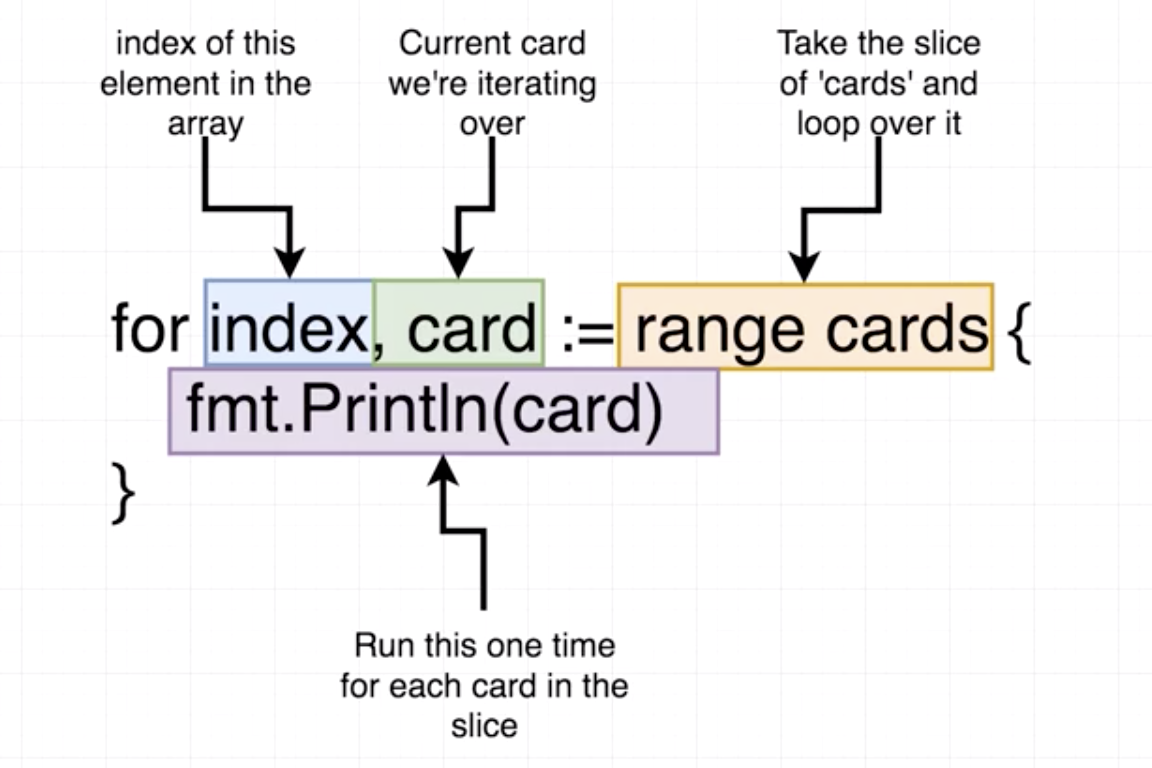 index of this
element in the
array
Current card
we're iterating
over
Take the slice
of 'cards' and
loop over it
for index, card := range cards {
fmt.Println(card)
}
Run this one time
for each card in the
slice